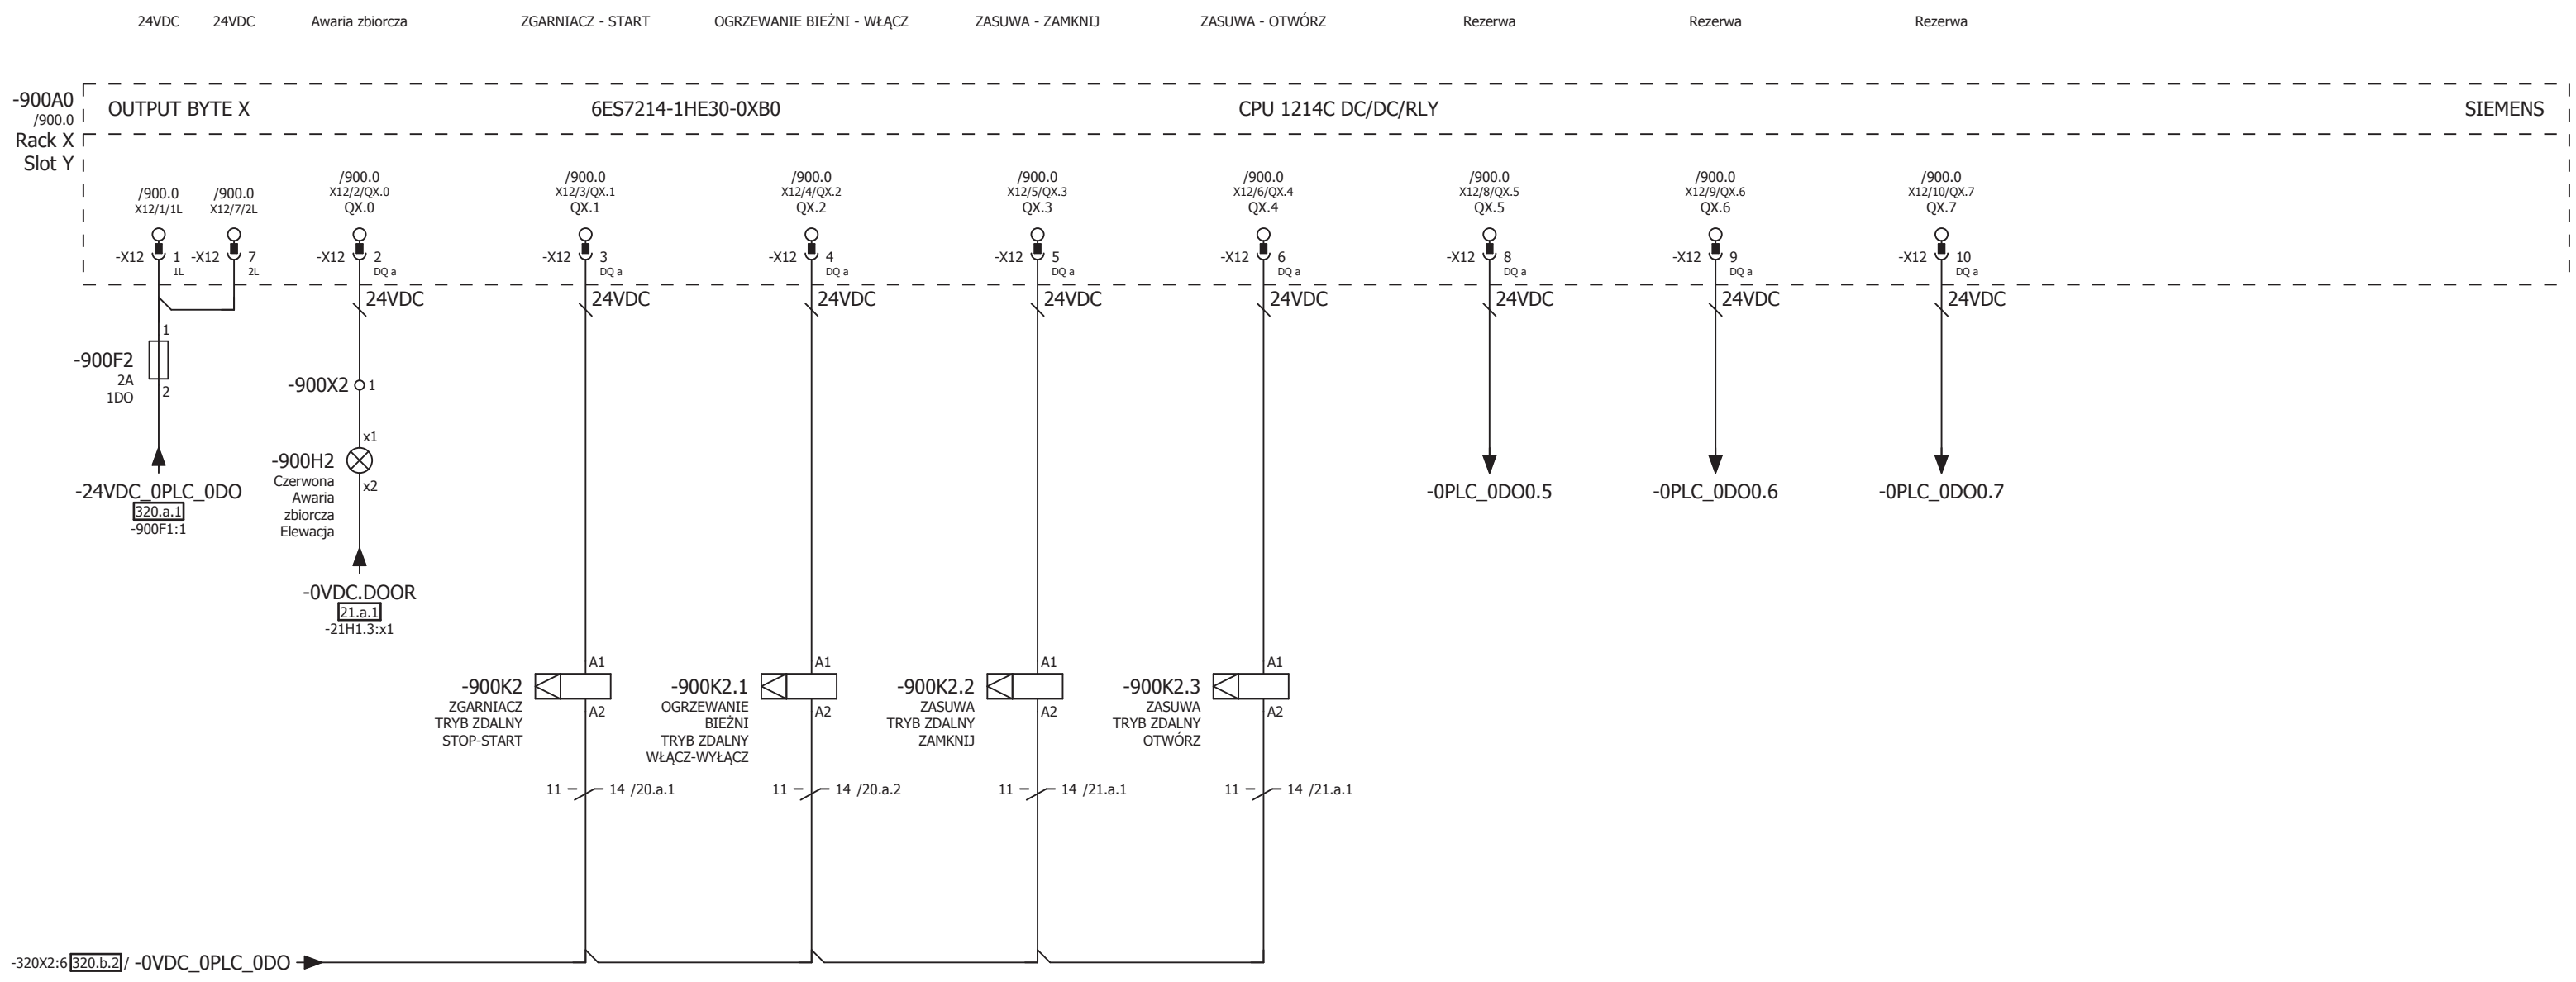 24VDC 24VDC Awaria zbiorcza ZGARNIACZ - START OGRZEWANIE BIEŻNI - WŁĄCZ ZASUWA - ZAMKNIJ ZASUWA - OTWÓRZ Rezerwa Rezerwa Rezerwa
-900A0
/900.0
Rack X
Slot Y
OUTPUT BYTE X 6ES7214-1HE30-0XB0 CPU 1214C DC/DC/RLY SIEMENS
/900.0
X12/1/1L
-X12 1
1L
/900.0
X12/7/2L
-X12 7
2L
/900.0
X12/2/QX.0
QX.0
-X12 2
DQ a
24VDC
/900.0
X12/3/QX.1
QX.1
-X12 3
DQ a
24VDC
/900.0
X12/4/QX.2
QX.2
-X12 4
DQ a
24VDC
/900.0
X12/5/QX.3
QX.3
-X12 5
DQ a
24VDC
/900.0
X12/6/QX.4
QX.4
-X12 6
DQ a
24VDC
/900.0
X12/8/QX.5
QX.5
-X12 8
DQ a
24VDC
/900.0
X12/9/QX.6
QX.6
-X12 9
DQ a
24VDC
/900.0
X12/10/QX.7
QX.7
-X12 10
DQ a
24VDC
1
-900F2
2A
1DO
2
-24VDC_0PLC_0DO
320.a.1
-900F1:1
-900X2 1
x1
-900H2
Czerwona
Awaria
zbiorcza
Elewacja
x2
-0VDC.DOOR
21.a.1
-21H1.3:x1
-0PLC_0DO0.5
-0PLC_0DO0.6
-0PLC_0DO0.7
A1
-900K2
ZGARNIACZ
TRYB ZDALNY
STOP-START
A2
11 14 /20.a.1
A1
-900K2.1
OGRZEWANIE
BIEŻNI
TRYB ZDALNY
WŁĄCZ-WYŁĄCZ
A2
11 14 /20.a.2
A1
-900K2.2
ZASUWA
TRYB ZDALNY
ZAMKNIJ
A2
11 14 /21.a.1
A1
-900K2.3
ZASUWA
TRYB ZDALNY
OTWÓRZ
A2
11 14 /21.a.1
-320X2:6 320.b.2 / -0VDC_0PLC_0DO